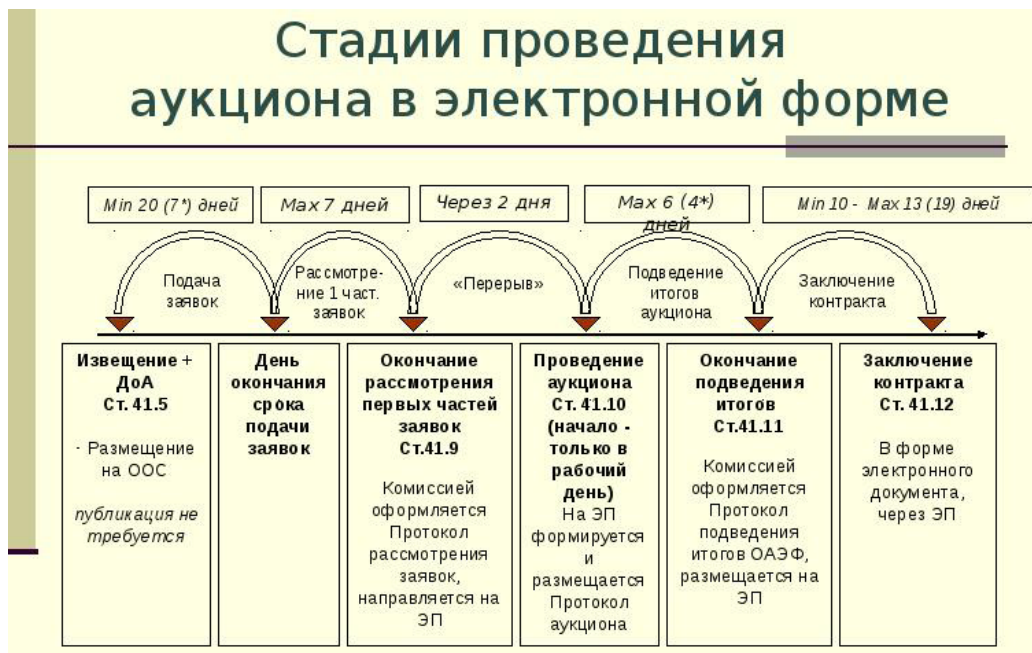 Стадии проведения
аукциона в электронной форме
Min 20 (7*) дней
Max 7 дней
Через 2 дня
Max 6 (4*)
дней
Min 10 - Max 13 (19) дней
Подача
заявок
Рассмотре-
ние 1 част.
заявок
«Перерыв»
Подведение
итогов
аукциона
Заключение
контракта
Извещение +
ДоА
Ст. 41.5
- Размещение
на ООС
публикация не
требуется
День
окончания
срока
подачи
заявок
Окончание
рассмотрения
первых частей
заявок
Ст.41.9
Комиссией
оформляется
Протокол
рассмотрения
заявок,
направляется на
ЭП
Проведение
аукциона
Ст. 41.10
(начало -
только в
рабочий
день)
На ЭП
формируется
и
размещается
Протокол
аукциона
Окончание
подведения
итогов
Ст.41.11
Комиссией
оформляется
Протокол
подведения
итогов ОАЭФ,
размещается на
ЭП
Заключение
контракта
Ст. 41.12
В форме
электронного
документа,
через ЭП